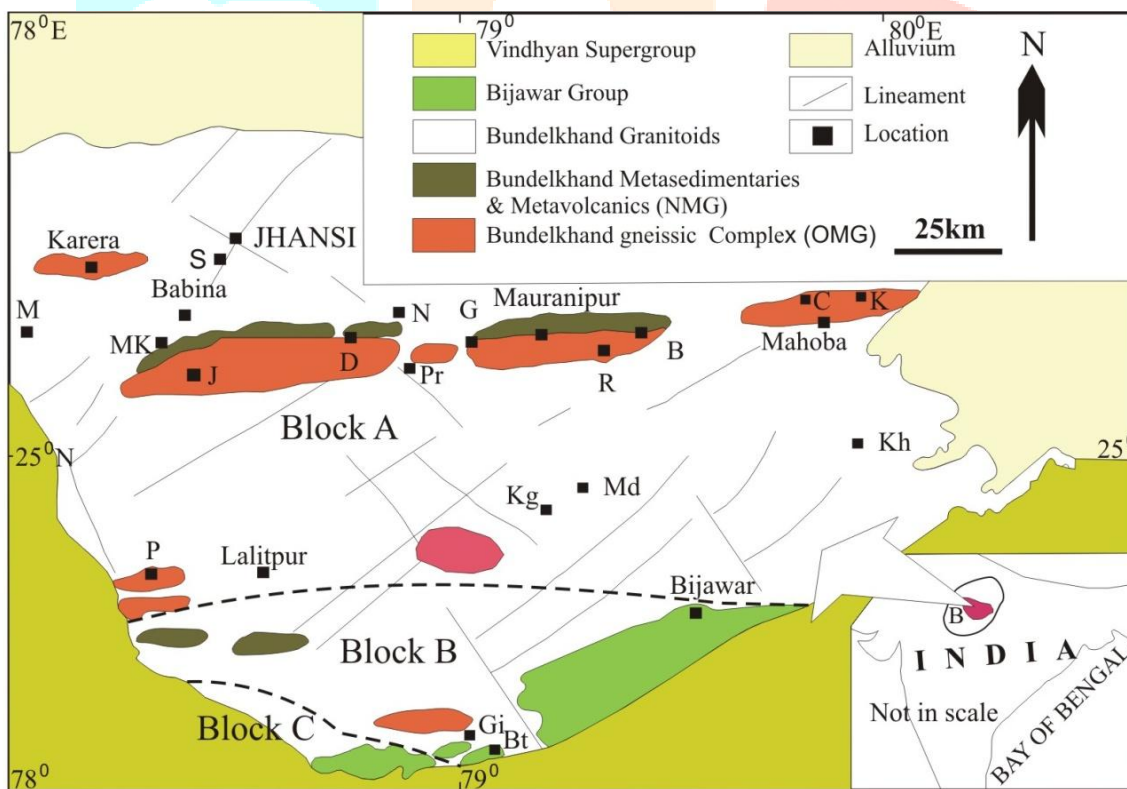 78⁰E
79⁰
80⁰E
Vindhyan Supergroup
Bijawar Group
Bundelkhand Granitoids
Bundelkhand Metasedimentaries
& Metavolcanics (NMG)
Bundelkhand gneissic Complex (OMG)
Alluvium
Lineament
Location
N
25km
Karera
JHANSI
S
Babina
M
MK
J
D
N
Pr
G
Mauranipur
R
B
C
K
Mahoba
Block A
25⁰N
25⁰
Kh
Kg
Md
P
Lalitpur
Bijawar
Block B
Block C
Gi
Bt
B
INDIA
Not in scale
BAY OF BENGAL
78⁰
79⁰